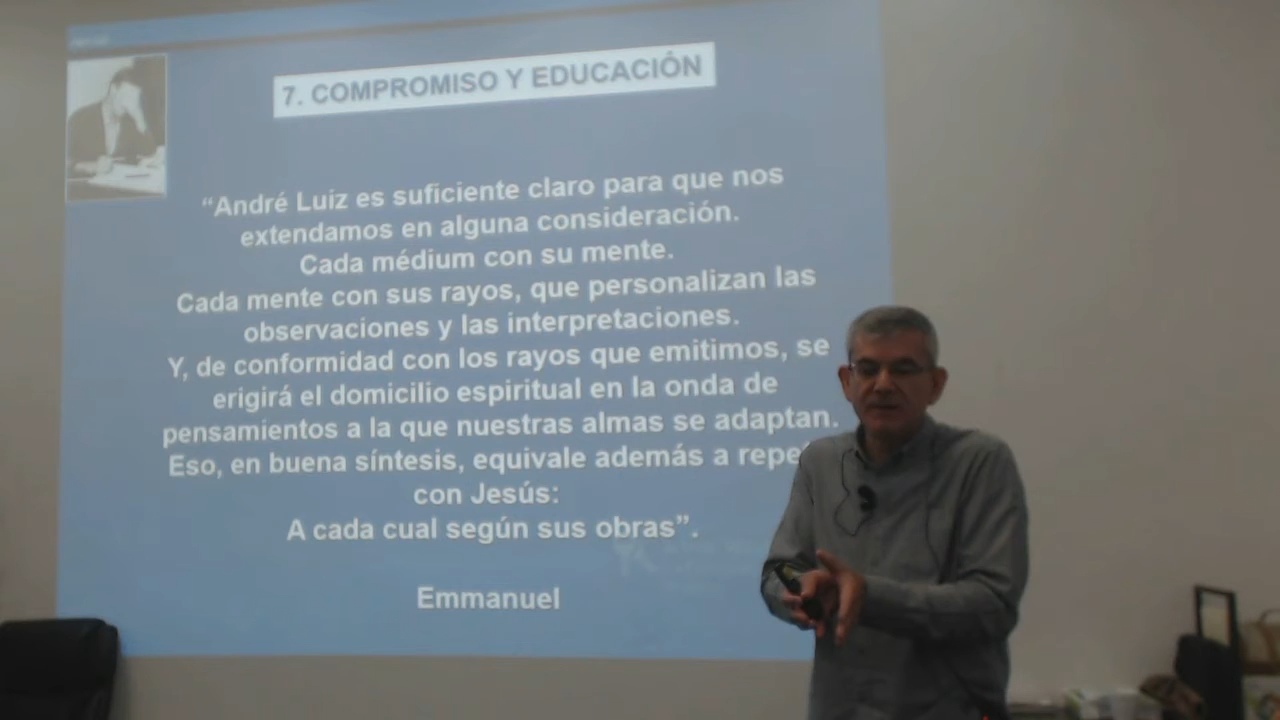 7. COMPROMISO Y EDUCACIÓN
“André Luiz es suficiente claro para que nos
extendamos en alguna consideración.
Cada médium con su mente.
Cada mente con sus rayos, que personalizan las
observaciones y las interpretaciones.
Y, de conformidad con los rayos que emitimos, se
erigirá el domicilio espiritual en la onda de
pensamientos a la que nuestras almas se adaptan.
Eso, en buena síntesis, equivale además a
con Jesús:
A cada cual según sus obras”.
Emmanuel